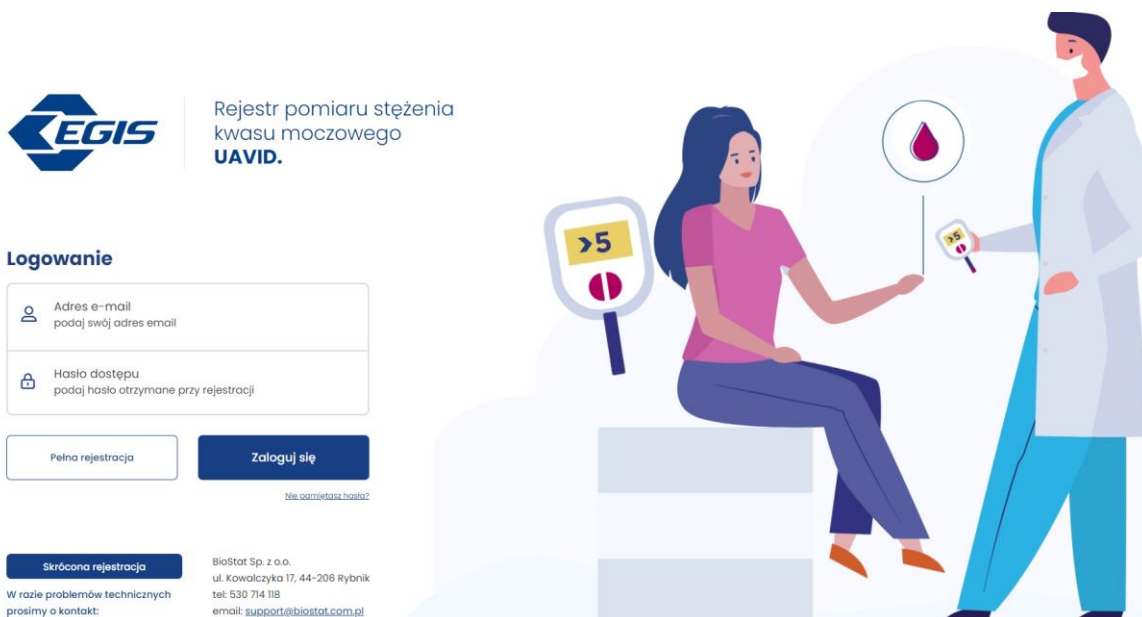 EGIS
Rejestr pomiaru stężenia
kwasu moczowego
UAVID.
Logowanie
Adres e-mail
podaj swój adres email
Hasło dostępu
podaj hasło otrzymane przy rejestracji
Pełna rejestracja
Zaloguj się
Nie pamiętasz hasła?
Skrócona rejestracja
W razie problemów technicznych
prosimy o kontakt:
BioStat Sp. z o.o.
ul. Kowalczyka 17, 44-206 Rybnik
tel: 530 714 118
email: support@biostat.com.pl
>5
>5